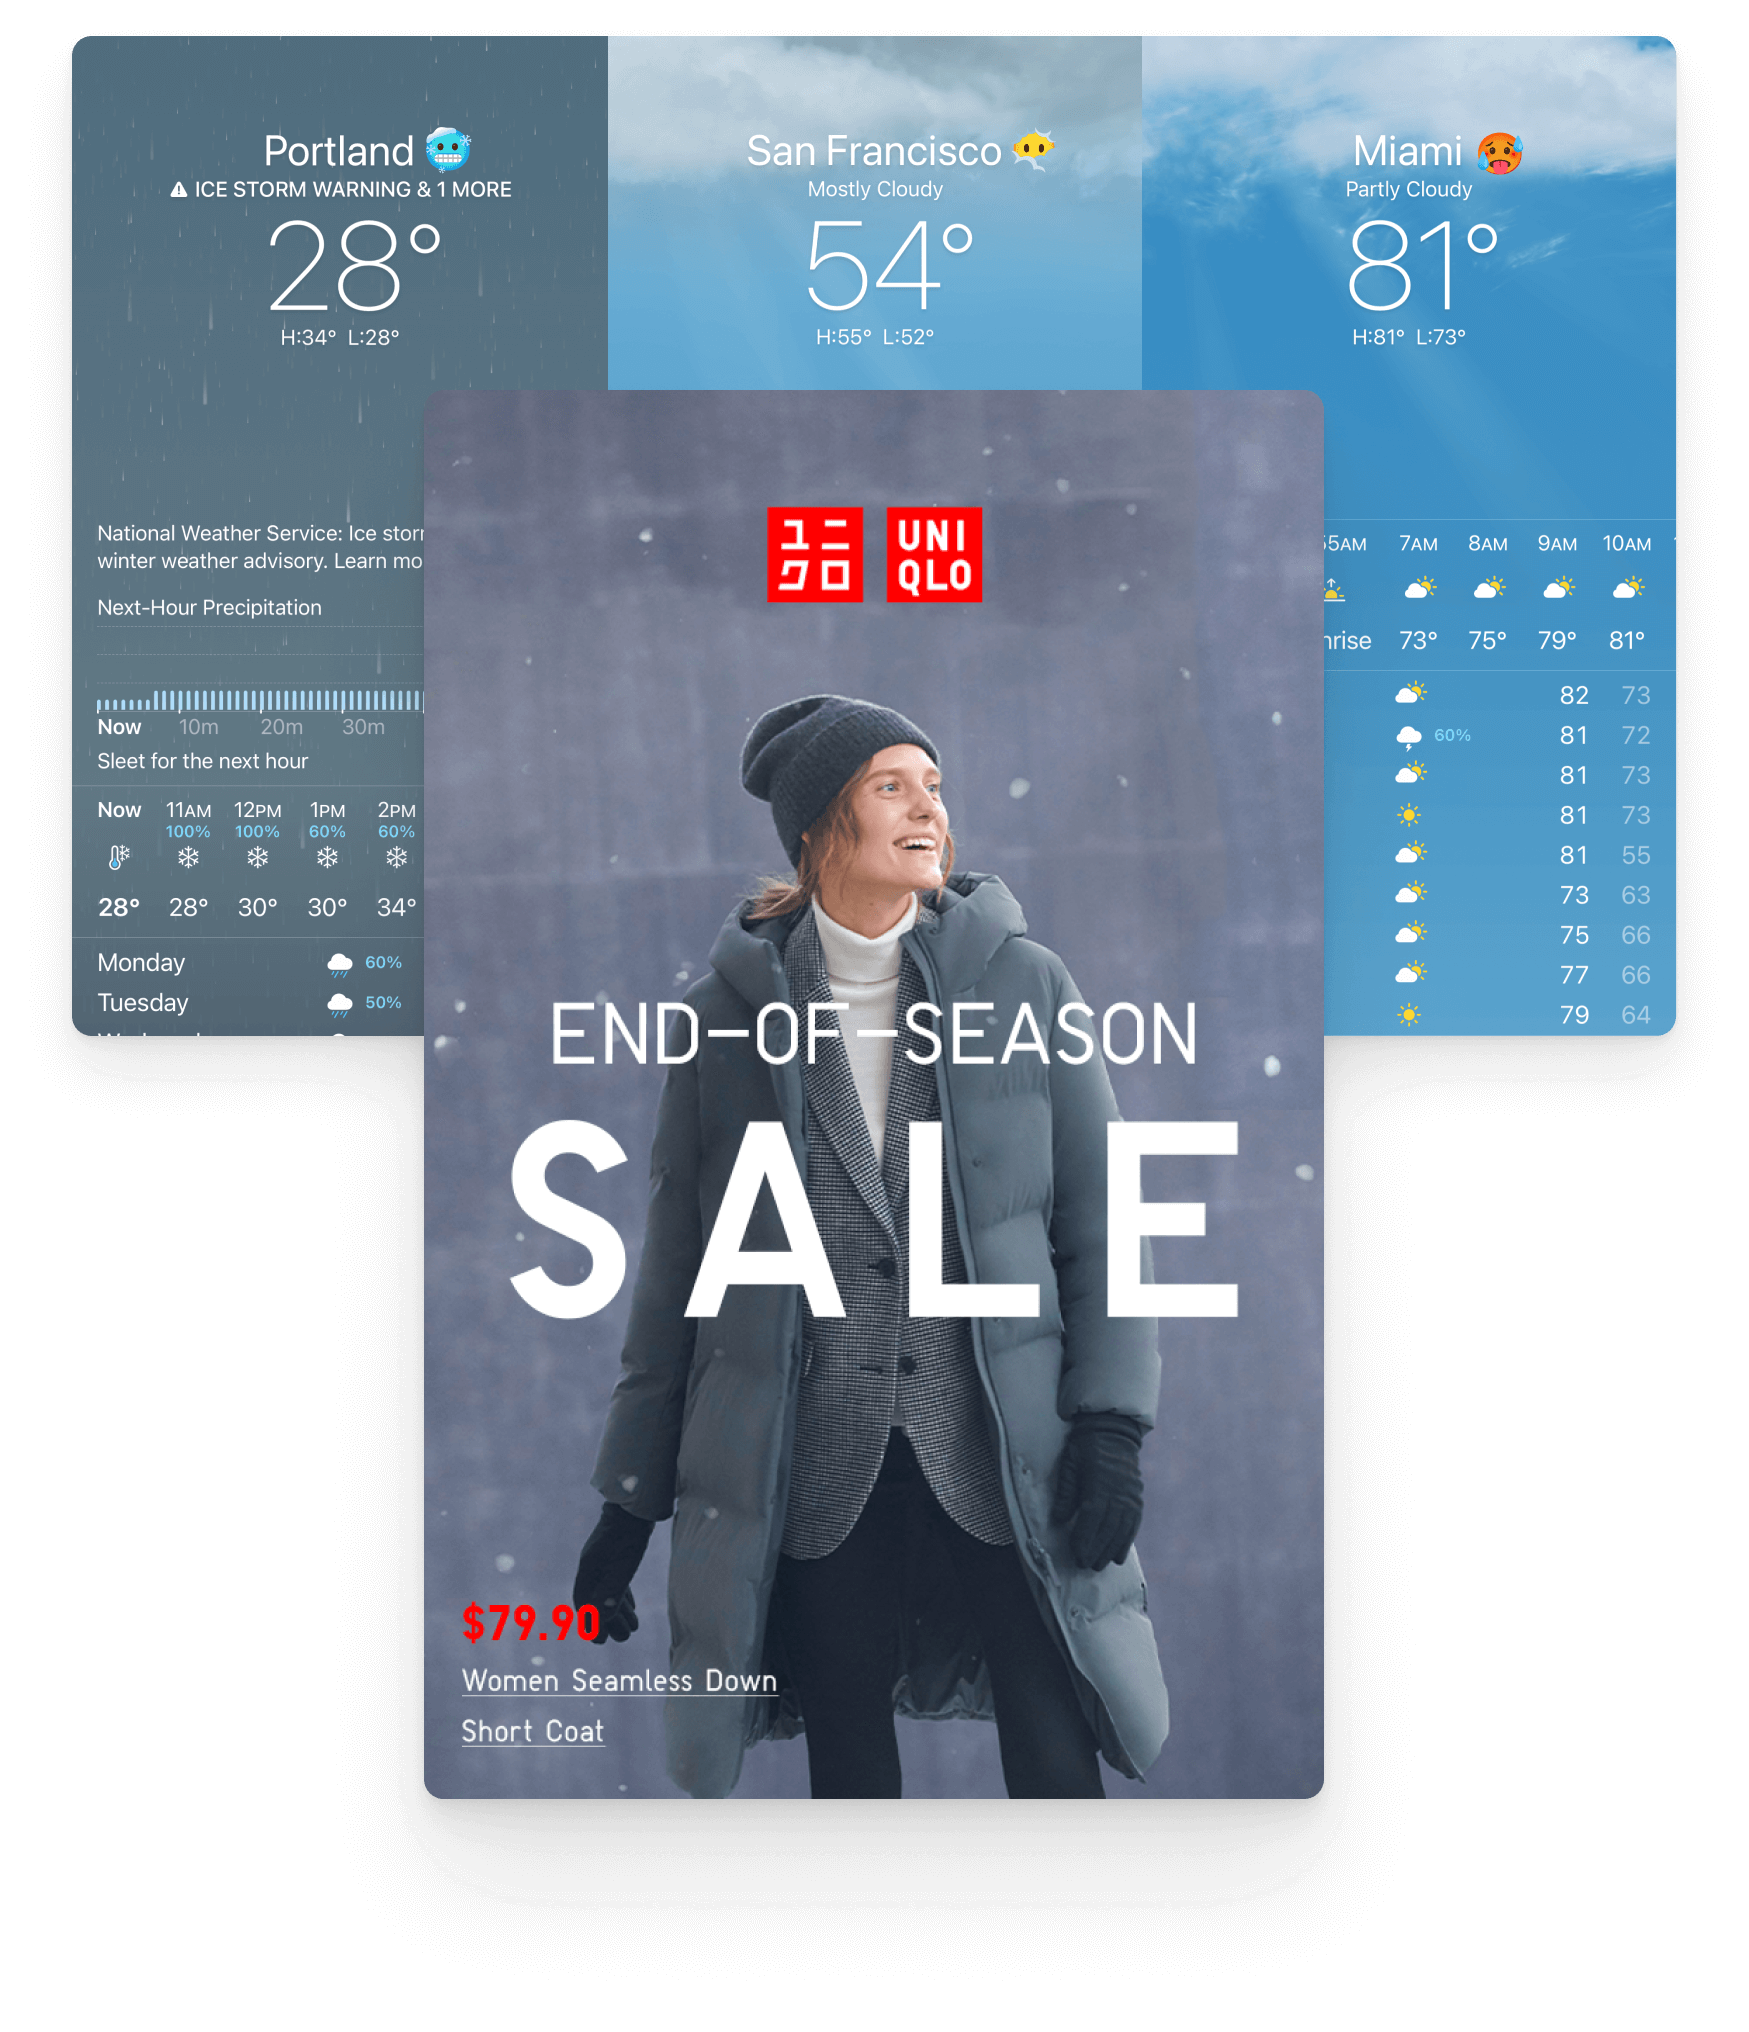 Portland
ICE STORM WARNING & 1 MORE
28°
H:34° L:28°
San Francisco
Mostly Cloudy
54°
H:55° L:52°
Miami
Partly Cloudy
81°
H:81° L:73°
National Weather Service: Ice
winter weather advisory. Learn
Next-Hour Precipitation
Now 10m 20m 30m
Sleet for the next hour
Now 11AM 12PM 1PM 2PM
100% 100% 60% 60%
28° 28° 30° 30° 34°
Monday 60%
Tuesday 50%
7AM 8AM 9AM 10AM
73° 75° 79° 81°
82 73
60% 81 72
81 73
81 73
81 55
73 63
75 66
77 66
79 64
ユニ UNI
クロ QLO
END-OF-SEASON
SALE
$79.90
Women Seamless Down
Short Coat